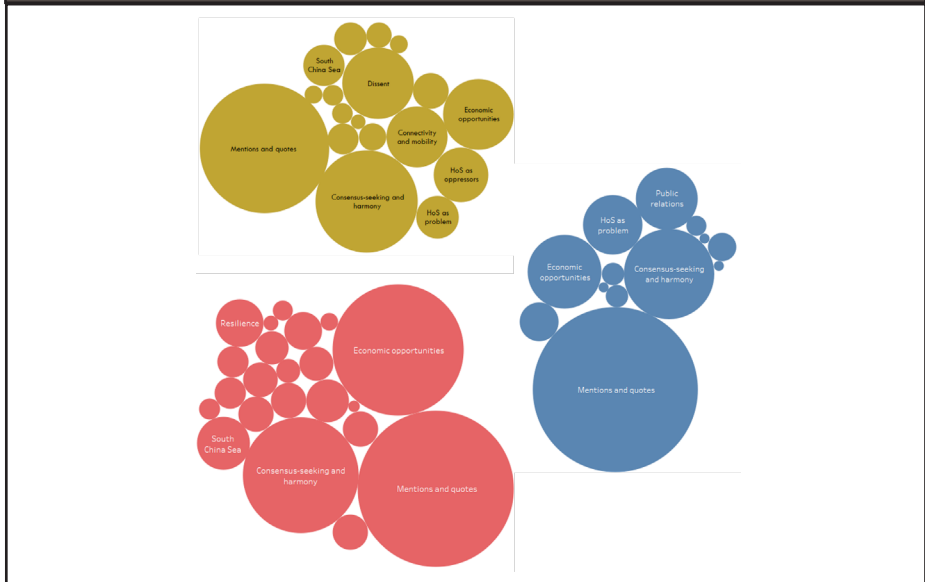 South
China Sea
Dissent
Economic
opportunities
Connectivity
and mobility
Mentions and quotes
HoS as
oppressors
Consensus-seeking and
harmony
HoS as
problem
Public
relations
HoS as
problem
Economic
opportunities
Consensus-seeking
and harmony
Mentions and quotes
Resilience
Economic opportunities
South
China Sea
Consensus-seeking and
harmony
Mentions and quotes